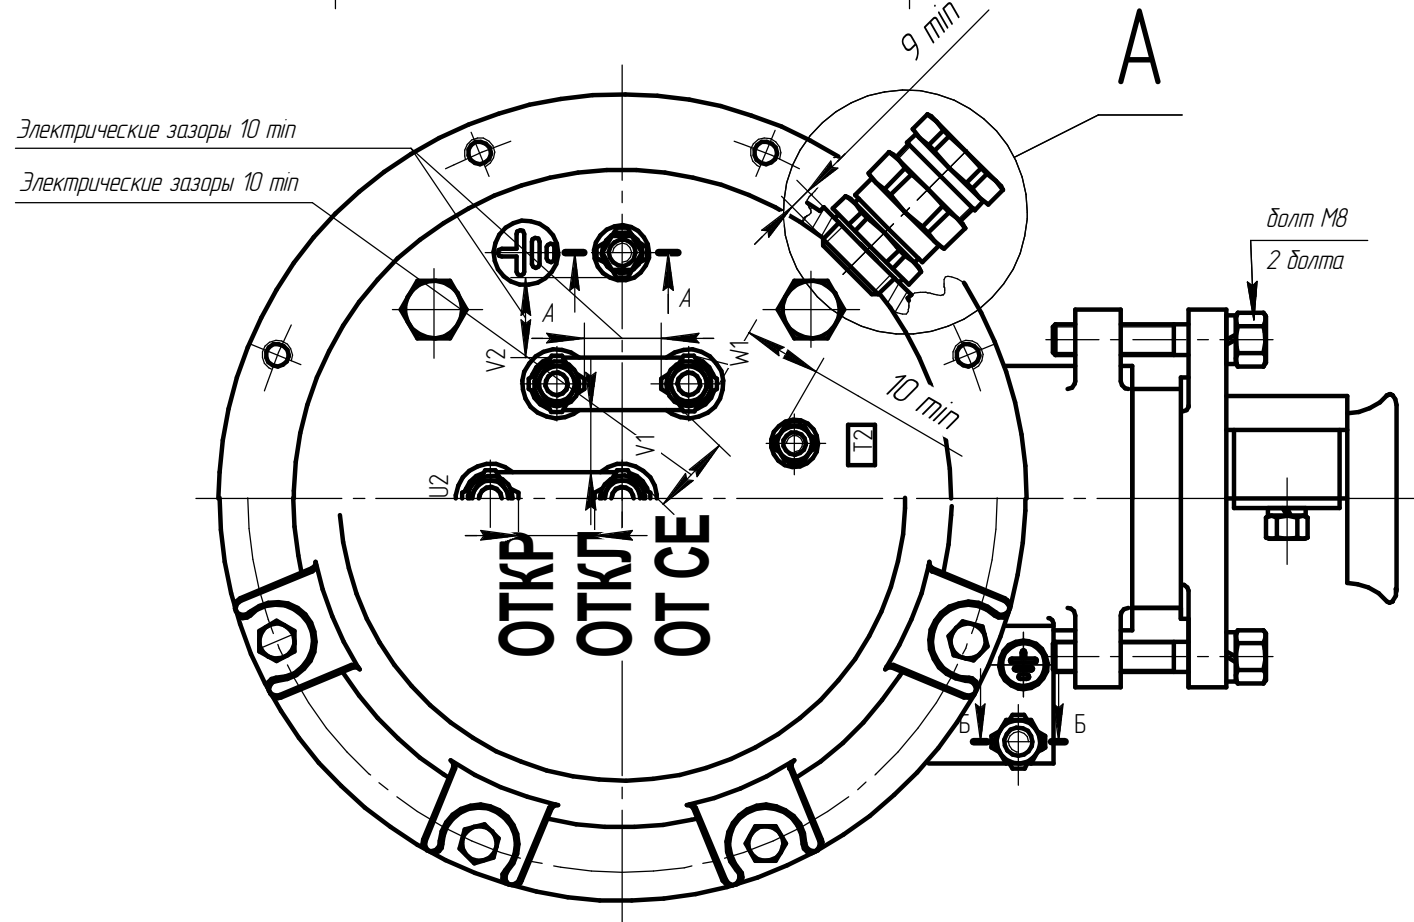 9 min
А
Электрические зазоры 10 min
Электрические зазоры 10 min
болт М8
2 болта
А
А
V2
W1
10 min
V1
T2
U2
ОТКР
ОТКЛ
ОТ СЕ
Б
Б